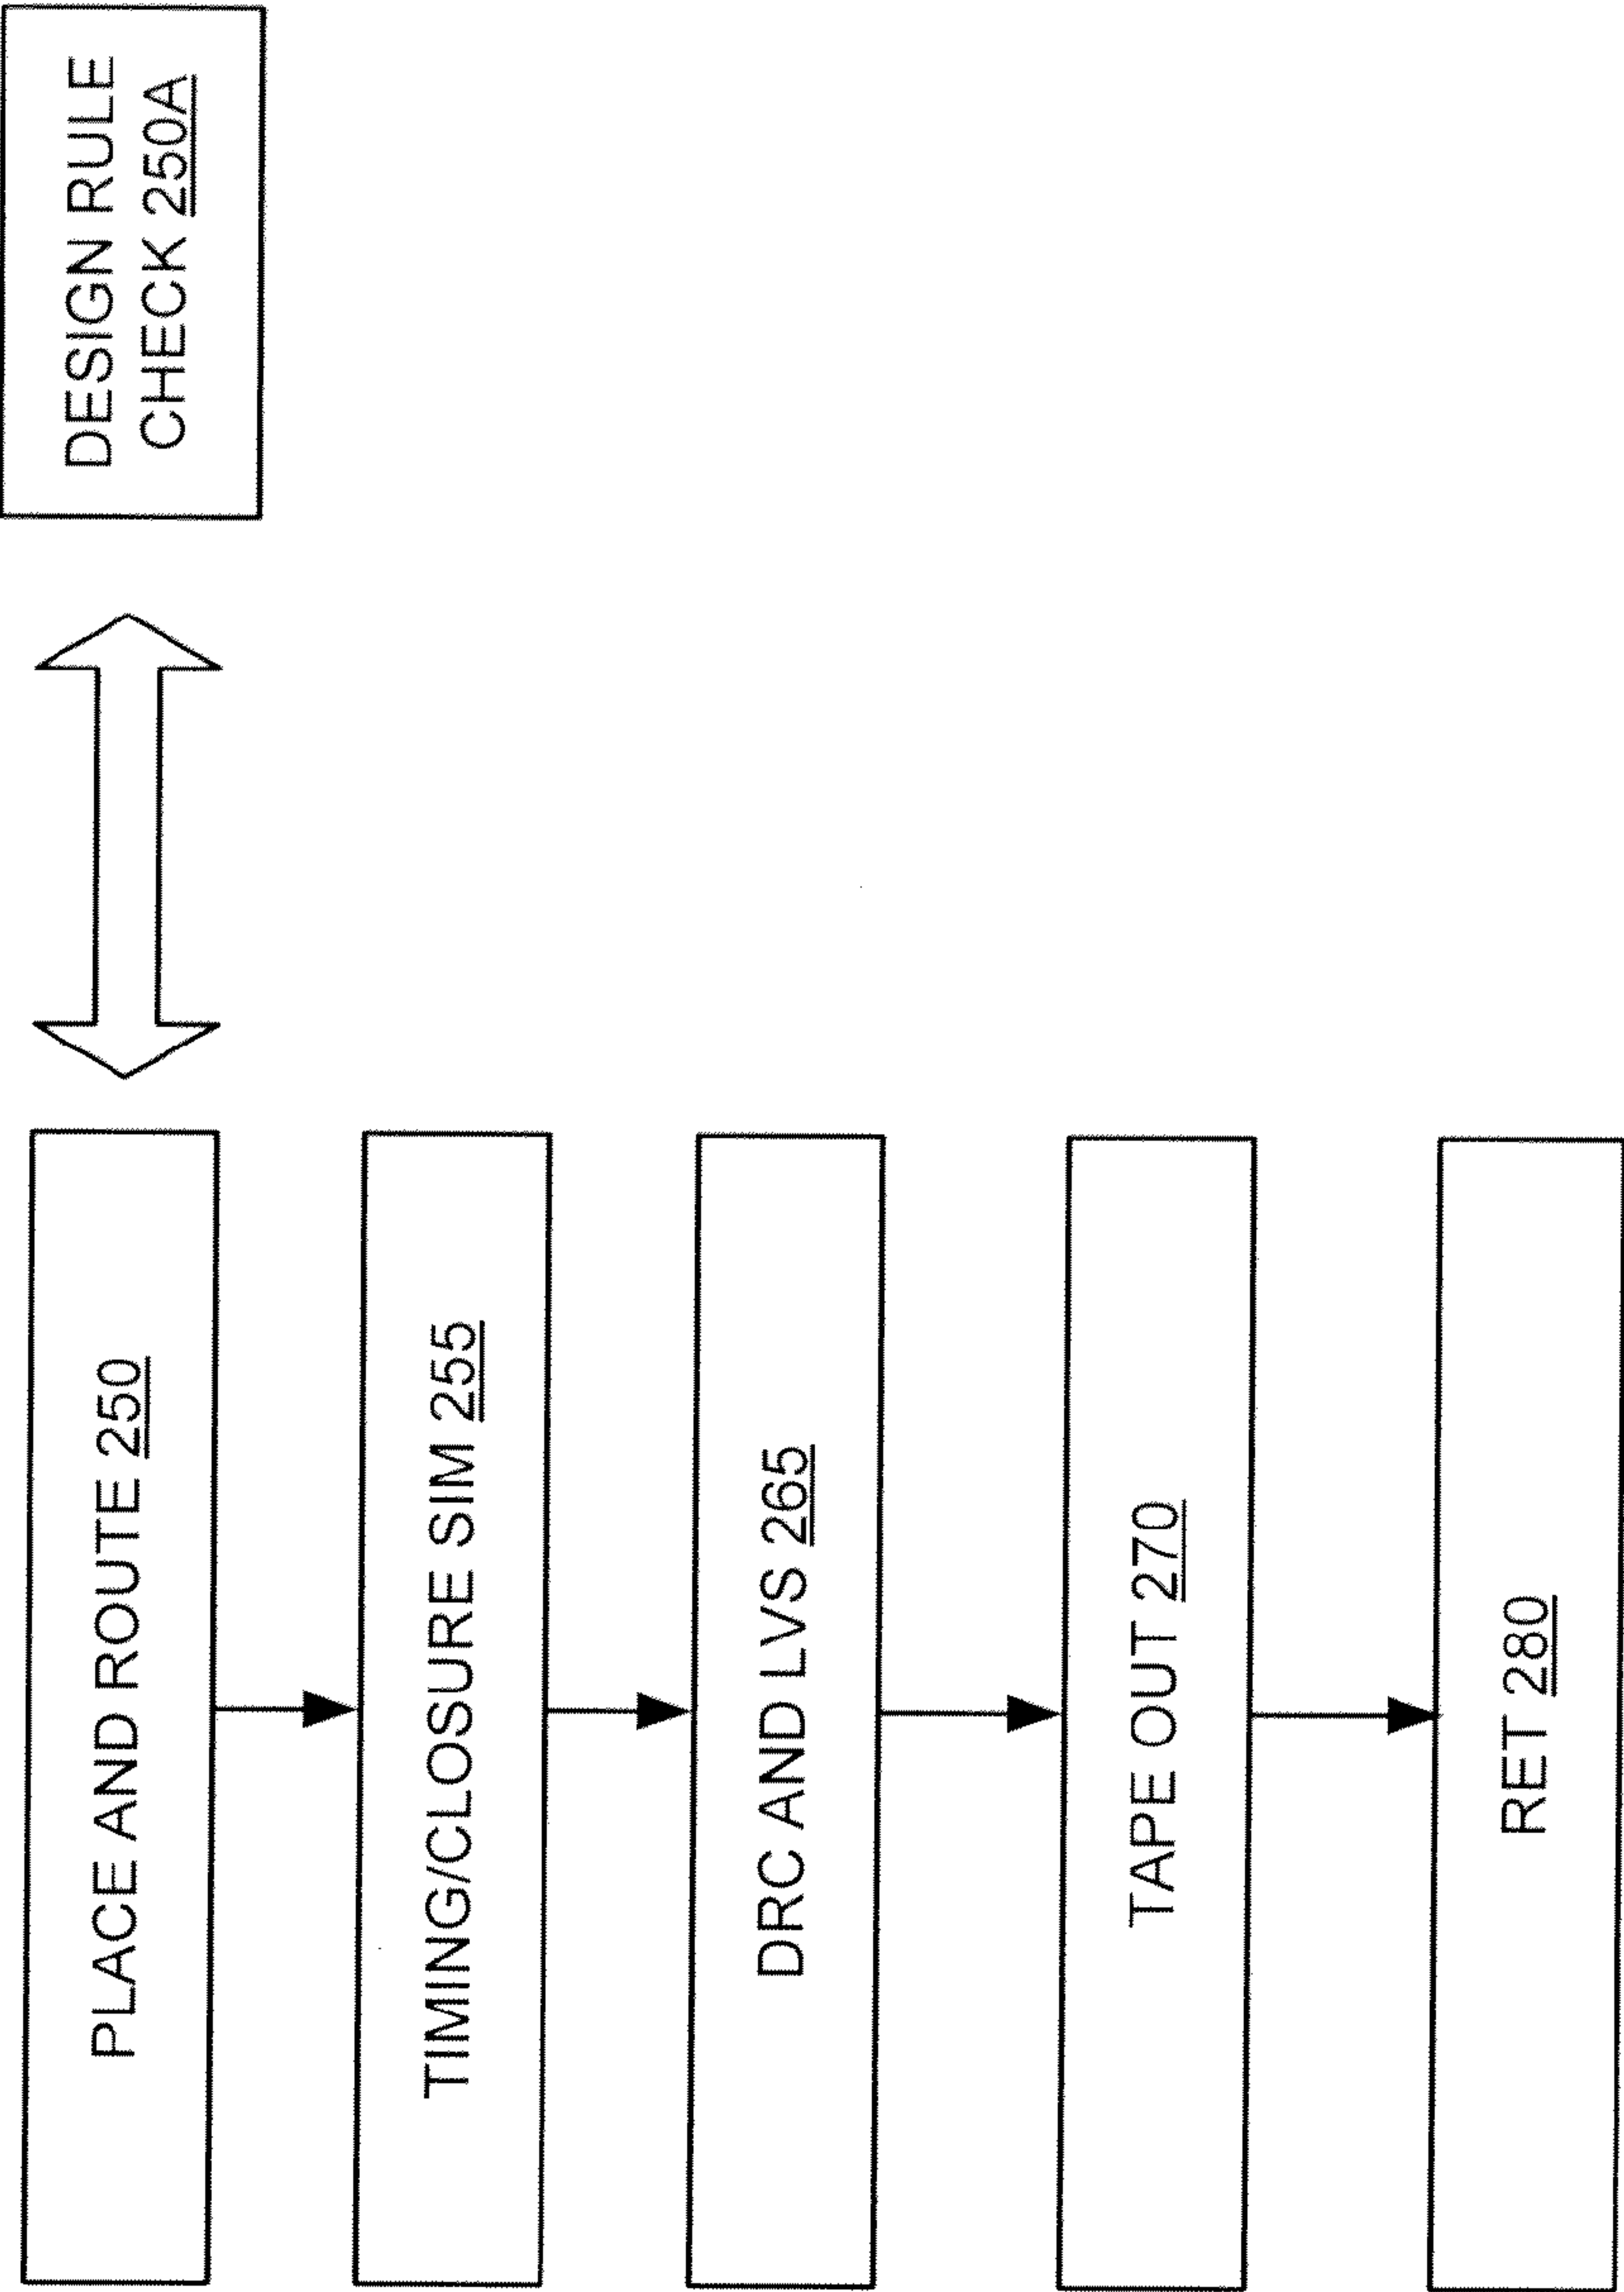 PLACE AND ROUTE 250
DESIGN RULE
CHECK 250A
TIMING/CLOSURE SIM 255
DRC AND LVS 265
TAPE OUT 270
RET 280